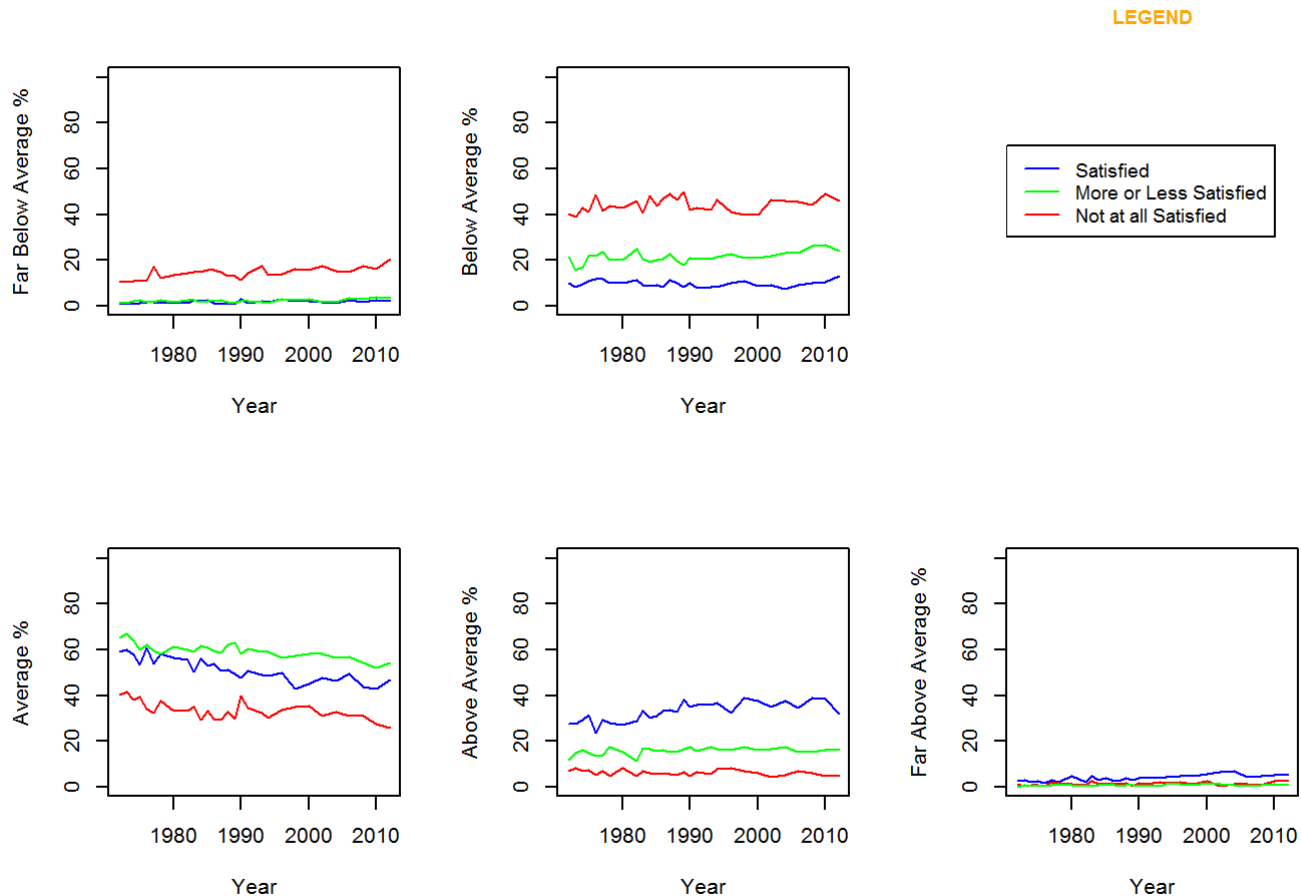 LEGEND
Far Below Average %
0 20 40 60 80
1980 1990 2000 2010
Year
Below Average %
0 20 40 60 80
1980 1990 2000 2010
Year
Satisfied
More or Less Satisfied
Not at all Satisfied
Average %
0 20 40 60 80
1980 1990 2000 2010
Year
Above Average %
0 20 40 60 80
1980 1990 2000 2010
Year
Far Above Average %
0 20 40 60 80
1980 1990 2000 2010
Year